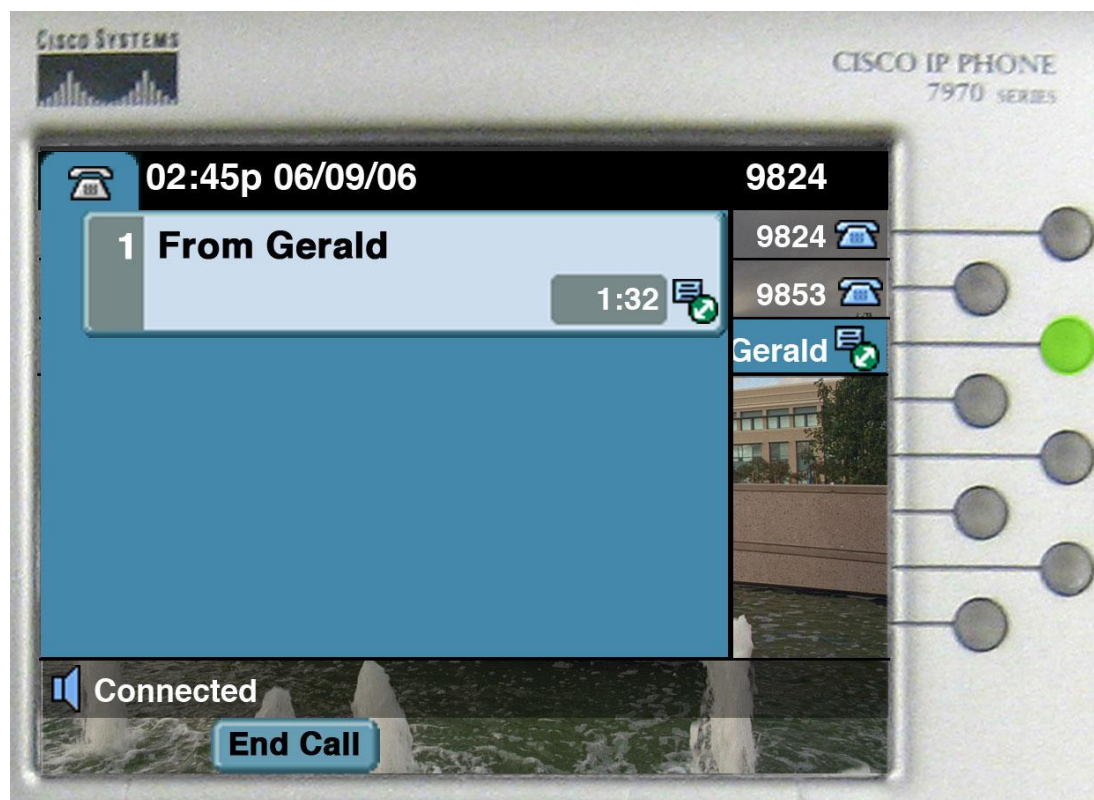 CISCO SYSTEMS
CISCO IP PHONE
7970 SERIES
02:45p 06/09/06 9824
1 From Gerald
1:32
9824
9853
Gerald
Connected
End Call